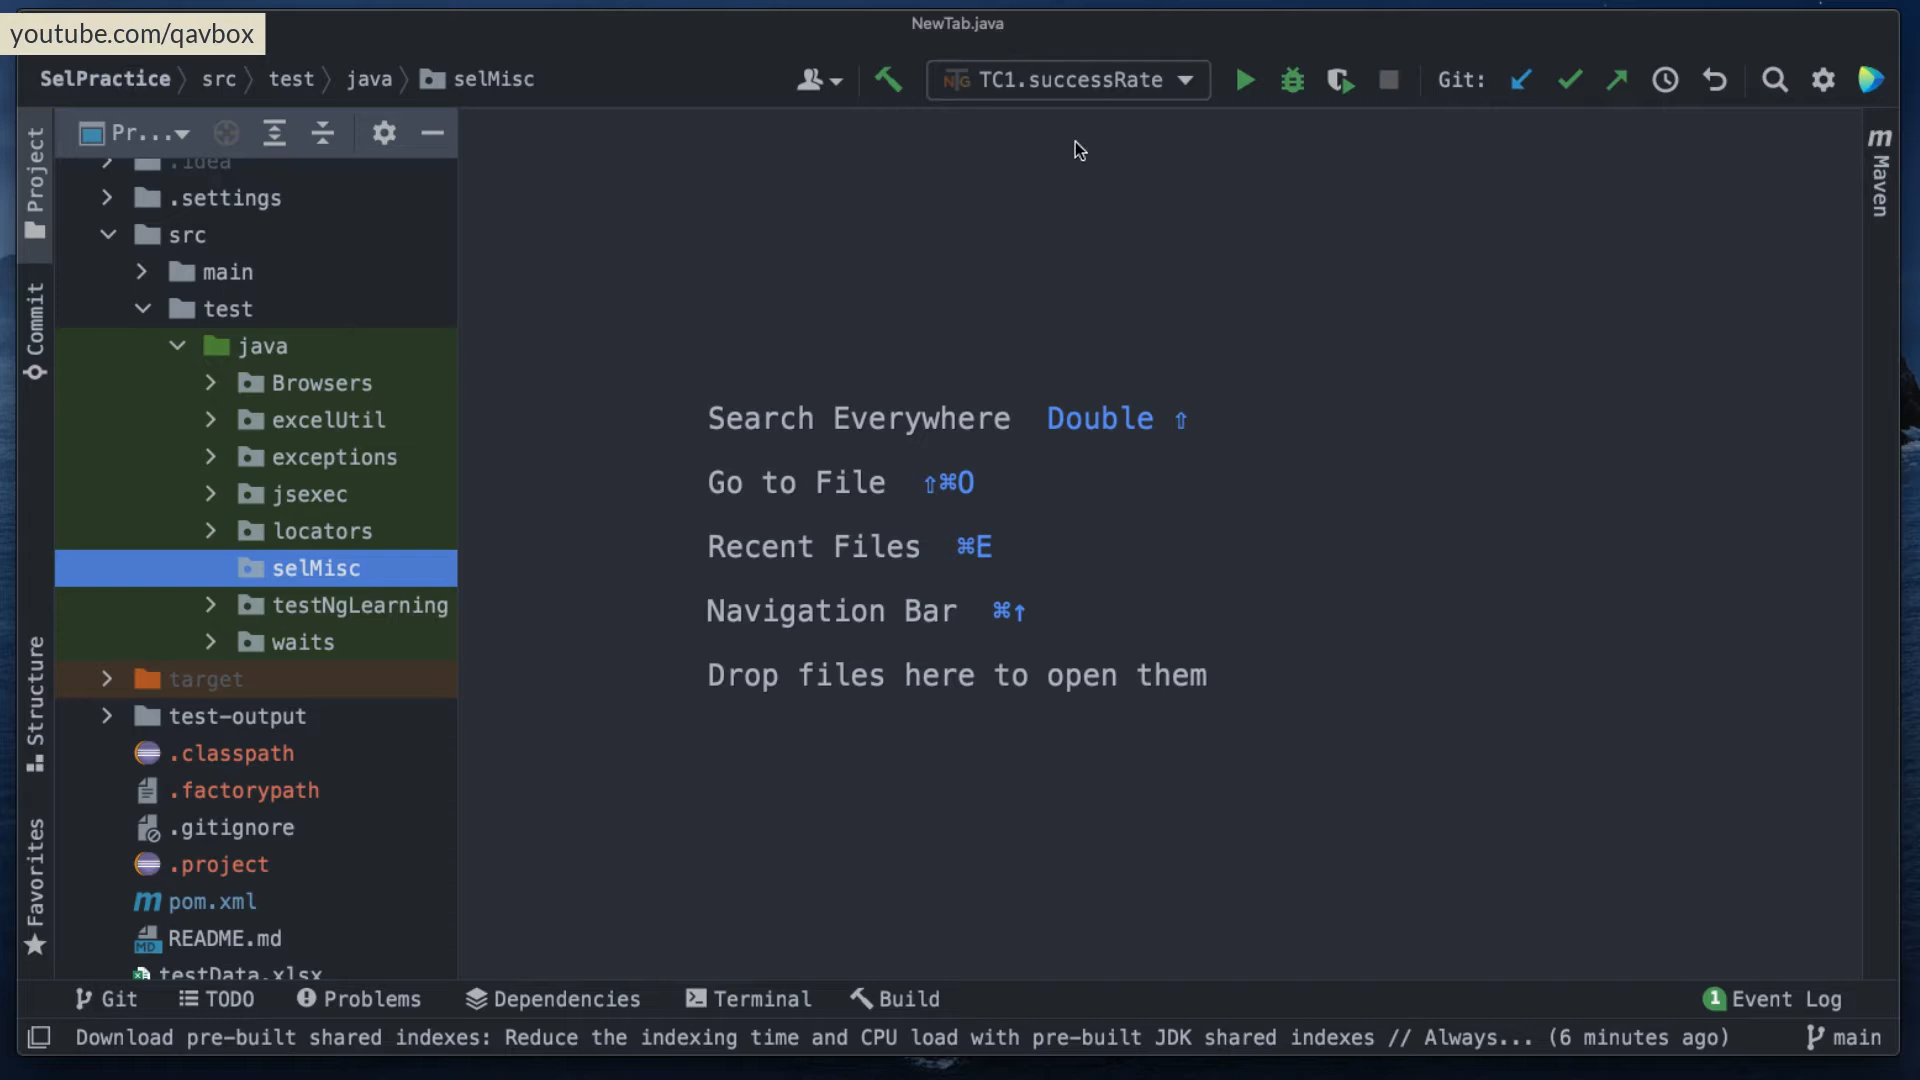 NewTab.java
youtube.com/qavbox
SelPractice src test java selMisc
TC1.successRate
Git:
Pr...
.idea
.settings
src
main
test
java
Browsers
excelUtil
exceptions
jsexec
locators
selMisc
testNgLearning
waits
target
test-output
.classpath
.factorypath
.gitignore
.project
pom.xml
README.md
testData.xlsx
Project
Commit
Structure
Favorites
Search Everywhere Double ⇧
Go to File ⇧⌘O
Recent Files ⌘E
Navigation Bar ⌘↑
Drop files here to open them
Maven
Git TODO Problems Dependencies Terminal Build 1 Event Log
Download pre-built shared indexes: Reduce the indexing time and CPU load with pre-built JDK shared indexes // Always... (6 minutes ago) main